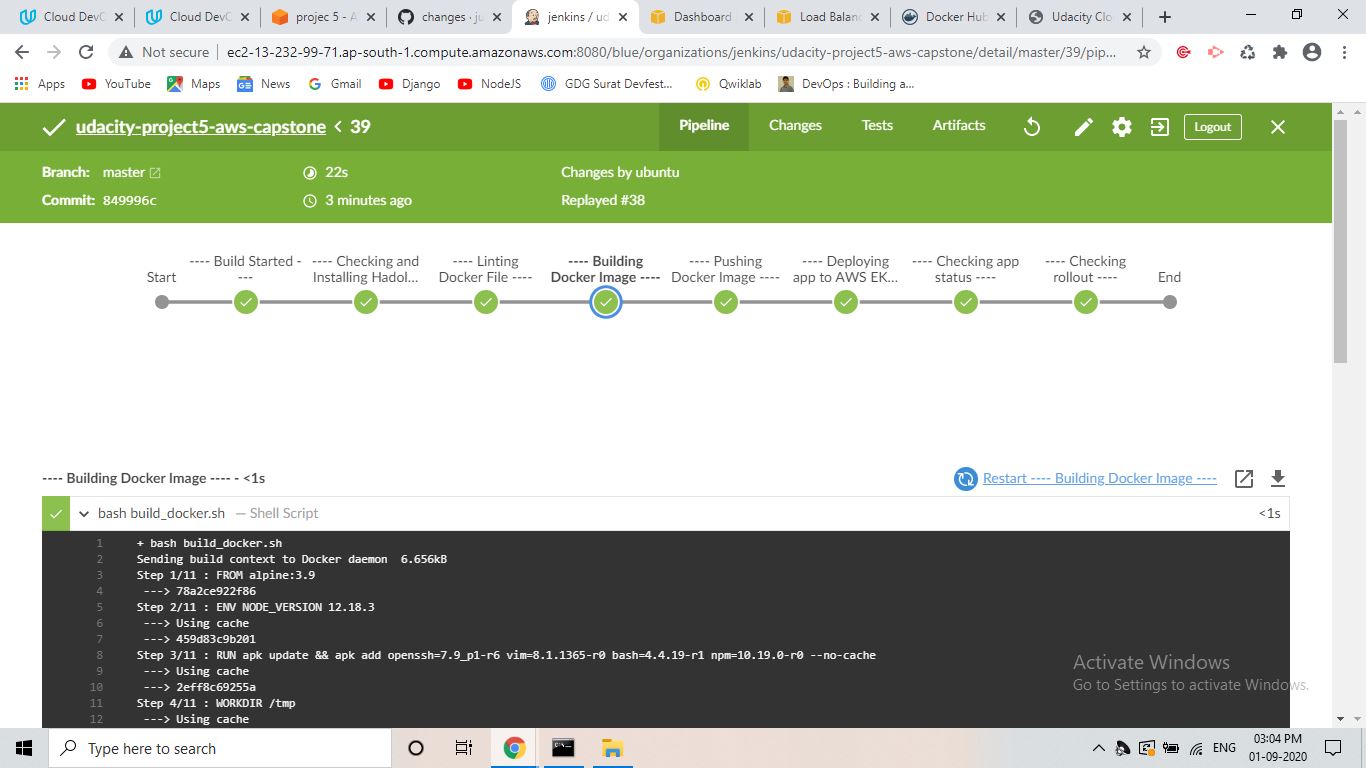 Cloud DevC
Cloud DevC
projec 5 - A
changes · ju
jenkins / ud
Dashboard
Load Balanc
Docker Hub
Udacity Clo
Not secure
ec2-13-232-99-71.ap-south-1.compute.amazonaws.com:8080/blue/organizations/jenkins/udacity-project5-aws-capstone/detail/master/39/pip...
Apps
YouTube
Maps
News
Gmail
Django
NodeJS
GDG Surat Devfest...
Qwiklab
DevOps : Building a...
udacity-project5-aws-capstone < 39
Pipeline
Changes
Tests
Artifacts
Logout
Branch: master
22s
Changes by ubuntu
Commit: 849996c
3 minutes ago
Replayed #38
Start
---- Build Started -
---
---- Checking and
Installing Hadol...
---- Linting
Docker File ----
---- Building
Docker Image ----
---- Pushing
Docker Image ----
---- Deploying
app to AWS EK...
---- Checking app
status ----
---- Checking
rollout ----
End
---- Building Docker Image ---- - <1s
Restart ---- Building Docker Image ----
bash build_docker.sh — Shell Script
<1s
1 + bash build_docker.sh
2 Sending build context to Docker daemon 6.656kB
3 Step 1/11 : FROM alpine:3.9
4 ---> 78a2ce922f86
5 Step 2/11 : ENV NODE_VERSION 12.18.3
6 ---> Using cache
7 ---> 459d83c9b201
8 Step 3/11 : RUN apk update && apk add openssh=7.9_p1-r6 vim=8.1.1365-r0 bash=4.4.19-r1 npm=10.19.0-r0 --no-cache
9 ---> Using cache
10 ---> 2eff8c69255a
11 Step 4/11 : WORKDIR /tmp
12 ---> Using cache
Activate Windows
Go to Settings to activate Windows.
Type here to search
ENG
03:04 PM
01-09-2020